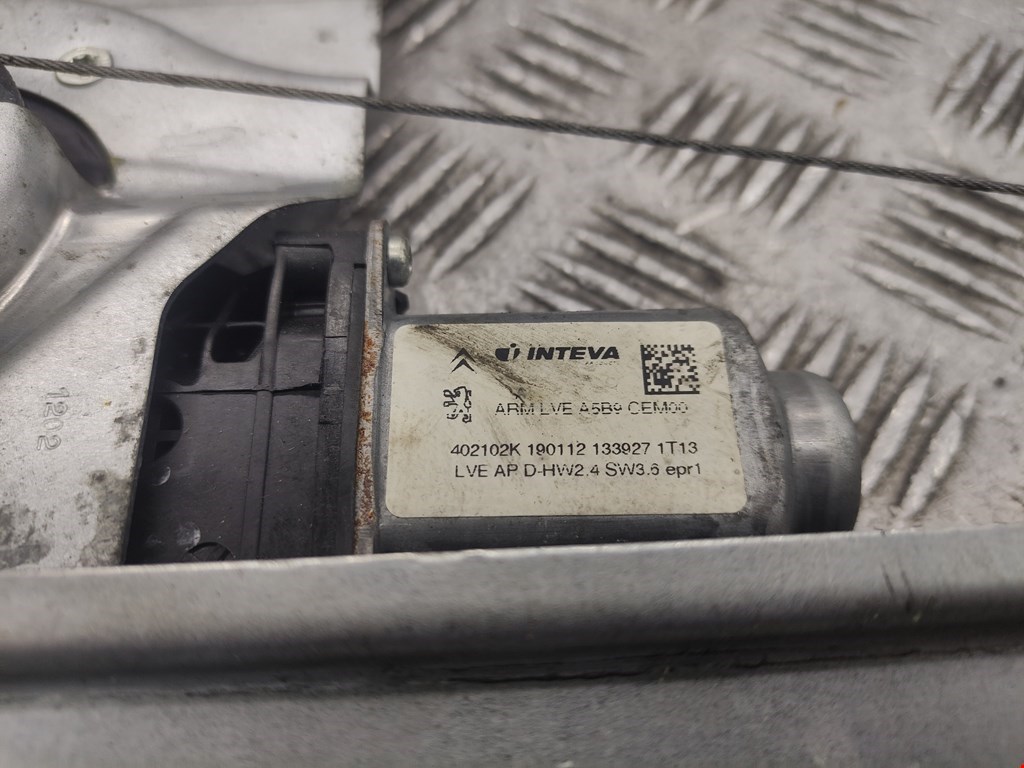 INTEVA
ARM LVE A5B9 CEM00
402102K 190112 133927 1T13
LVE AP D-HW2.4 SW3.6 epr1
1202